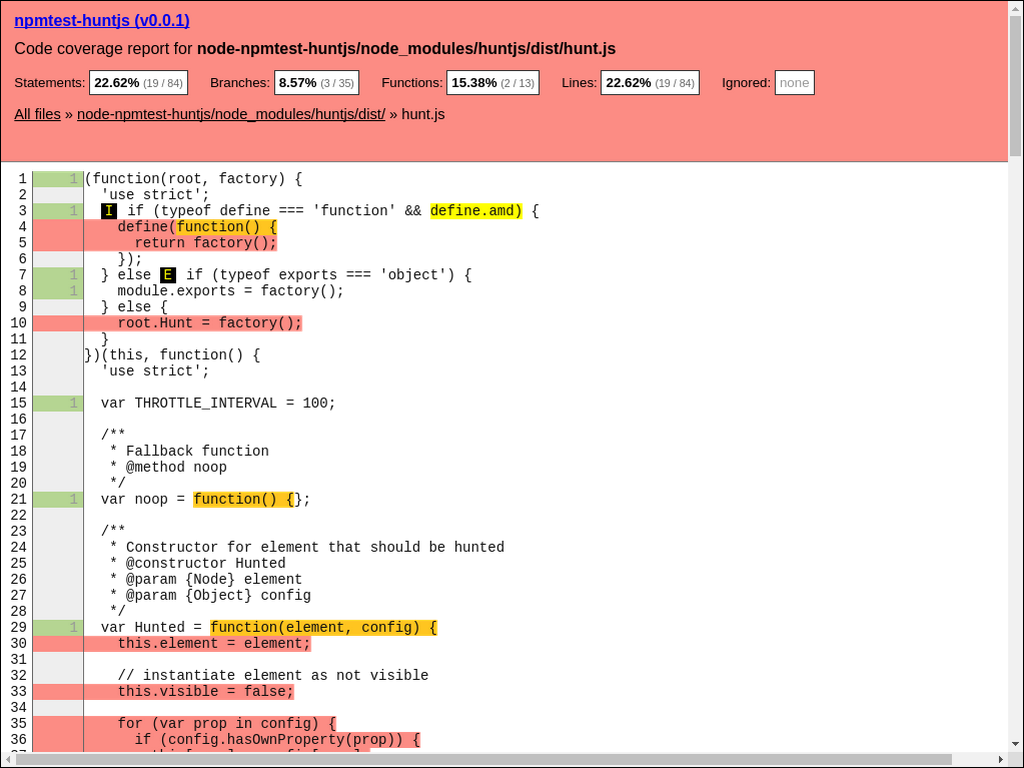 npmtest-huntjs (v0.0.1)
Code coverage report for node-npmtest-huntjs/node_modules/huntjs/dist/hunt.js
Statements: 22.62% (19 / 84) Branches: 8.57% (3 / 35) Functions: 15.38% (2 / 13) Lines: 22.62% (19 / 84) Ignored: none
All files » node-npmtest-huntjs/node_modules/huntjs/dist/ » hunt.js
1 1 (function(root, factory) {
2 'use strict';
3 1 I if (typeof define === 'function' && define.amd) {
4 define(function() {
5 return factory();
6 });
7 1 } else E if (typeof exports === 'object') {
8 1 module.exports = factory();
9 } else {
10 root.Hunt = factory();
11 }
12 })(this, function() {
13 'use strict';
14
15 1 var THROTTLE_INTERVAL = 100;
16
17 /**
18 * Fallback function
19 * @method noop
20 */
21 1 var noop = function() {};
22
23 /**
24 * Constructor for element that should be hunted
25 * @constructor Hunted
26 * @param {Node} element
27 * @param {Object} config
28 */
29 1 var Hunted = function(element, config) {
30 this.element = element;
31
32 // instantiate element as not visible
33 this.visible = false;
34
35 for (var prop in config) {
36 if (config.hasOwnProperty(prop)) {